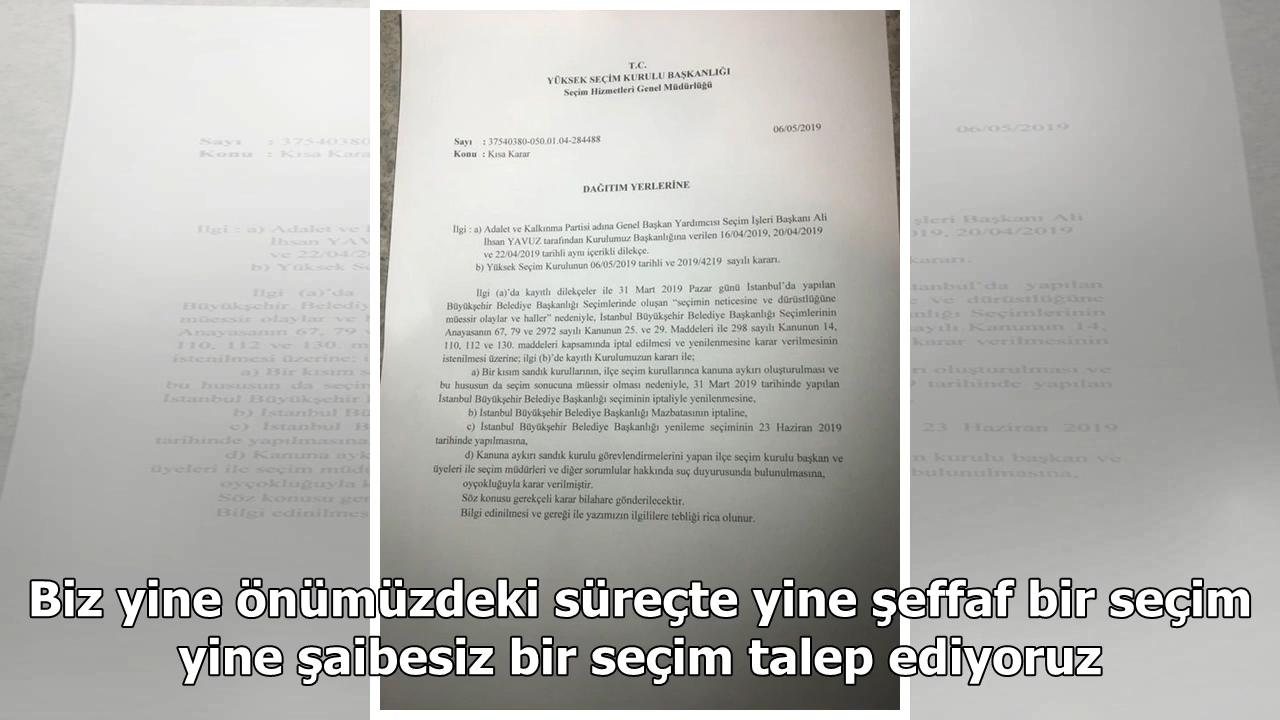 T.C.
YÜKSEK SEÇİM KURULU BAŞKANLIĞI
Seçim Hizmetleri Genel Müdürlüğü
06/05/2019
Sayı : 37540380-050.01.04-284488
Konu : Kısa Karar
DAĞITIM YERLERİNE
İlgi : a) Adalet ve Kalkınma Partisi adına Genel Başkan Yardımcısı Seçim İşleri Başkanı Ali
İhsan YAVUZ tarafından Kurulumuz Başkanlığına verilen 16/04/2019, 20/04/2019
ve 22/04/2019 tarihli aynı içerikli dilekçe.
b) Yüksek Seçim Kurulunun 06/05/2019 tarihli ve 2019/4219 sayılı kararı.
İlgi (a)'da kayıtlı dilekçeler ile 31 Mart 2019 Pazar günü İstanbul'da yapılan
Büyükşehir Belediye Başkanlığı Seçimlerinde oluşan "seçimin neticesine ve dürüstlüğüne
müessir olaylar ve haller" nedeniyle, İstanbul Büyükşehir Belediye Başkanlığı Seçimlerinin
Anayasanın 67, 79 ve 2972 sayılı Kanunun 25. ve 29. Maddeleri ile 298 sayılı Kanunun 14,
110, 112 ve 130. maddeleri kapsamında iptal edilmesi ve yenilenmesine karar verilmesinin
istenilmesi üzerine; ilgi (b)'de kayıtlı Kurulumuzun kararı ile;
a) Bir kısım sandık kurullarının, ilçe seçim kurullarınca kanuna aykırı oluşturulması ve
bu hususun da seçim sonucuna müessir olması nedeniyle, 31 Mart 2019 tarihinde yapılan
İstanbul Büyükşehir Belediye Başkanlığı seçiminin iptaliyle yenilenmesine,
b) İstanbul Büyükşehir Belediye Başkanlığı Mazbatasının iptaline,
c) İstanbul Büyükşehir Belediye Başkanlığı yenileme seçiminin 23 Haziran 2019
tarihinde yapılmasına,
d) Kanuna aykırı sandık kurulu görevlendirmelerini yapan ilçe seçim kurulu başkan ve
üyeleri ile seçim müdürleri ve diğer sorumlular hakkında suç duyurusunda bulunulmasına,
oyçokluğuyla karar verilmiştir.
Söz konusu gerekçeli karar bilahare gönderilecektir.
Bilgi edinilmesi ve gereği ile yazımızın ilgililere tebliği rica olunur.
Biz yine önümüzdeki süreçte yine şeffaf bir seçim
yine şaibesiz bir seçim talep ediyoruz